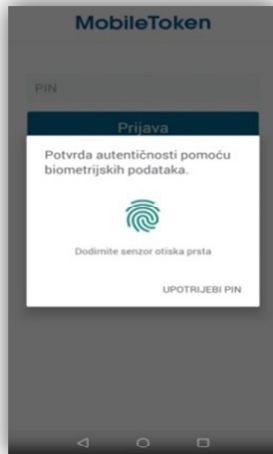 MobileToken
PIN
Prijava
Potvrda autentičnosti pomoću
biometrijskih podataka.
Dodirnite senzor otiska prsta
UPOTRIJEBI PIN